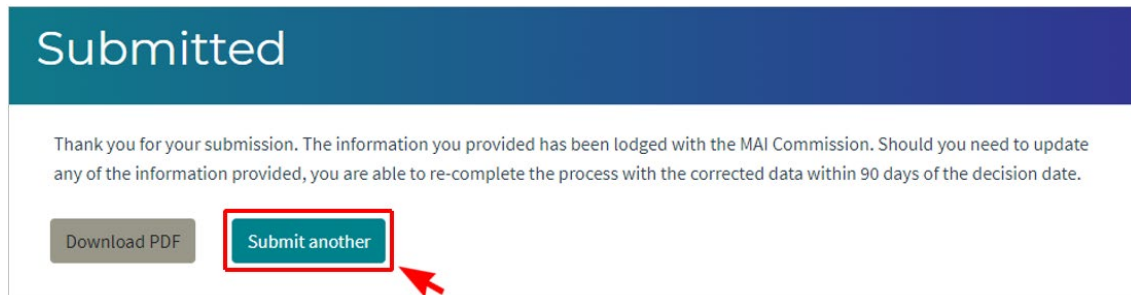 Submitted
Thank you for your submission. The information you provided has been lodged with the MAI Commission. Should you need to update
any of the information provided, you are able to re-complete the process with the corrected data within 90 days of the decision date.
Download PDF Submit another